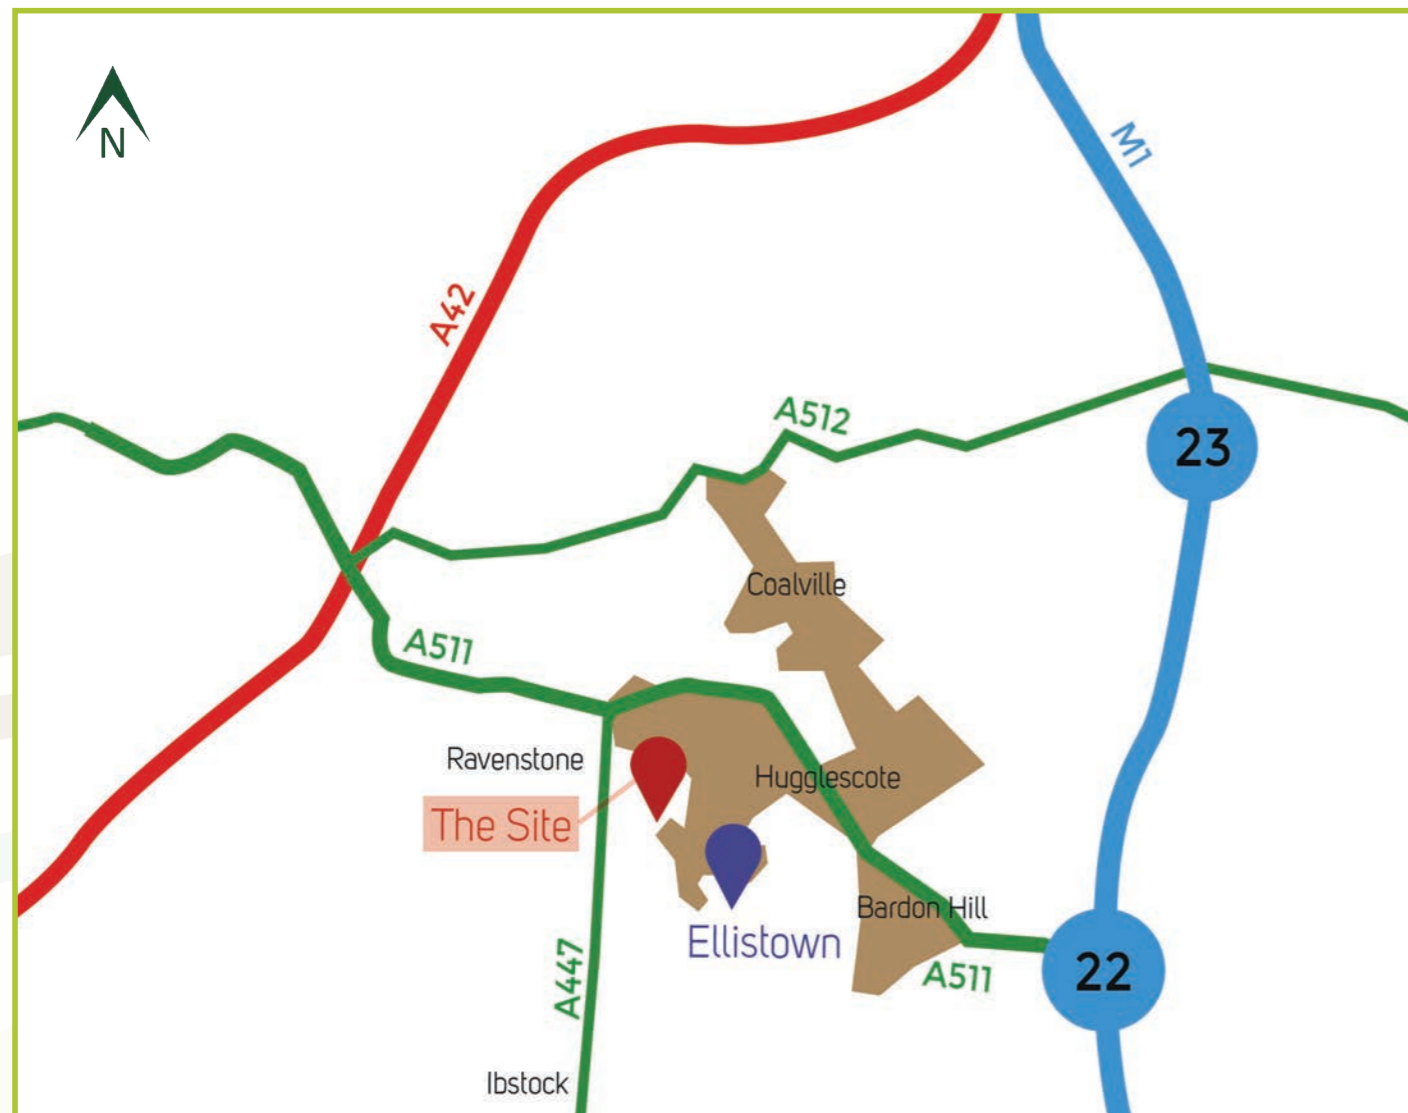 N
M1
A42
A512
23
Coalville
A511
Ravenstone
Hugglescote
The Site
Bardon Hill
Ellistown
A447
A511
22
Ibstock